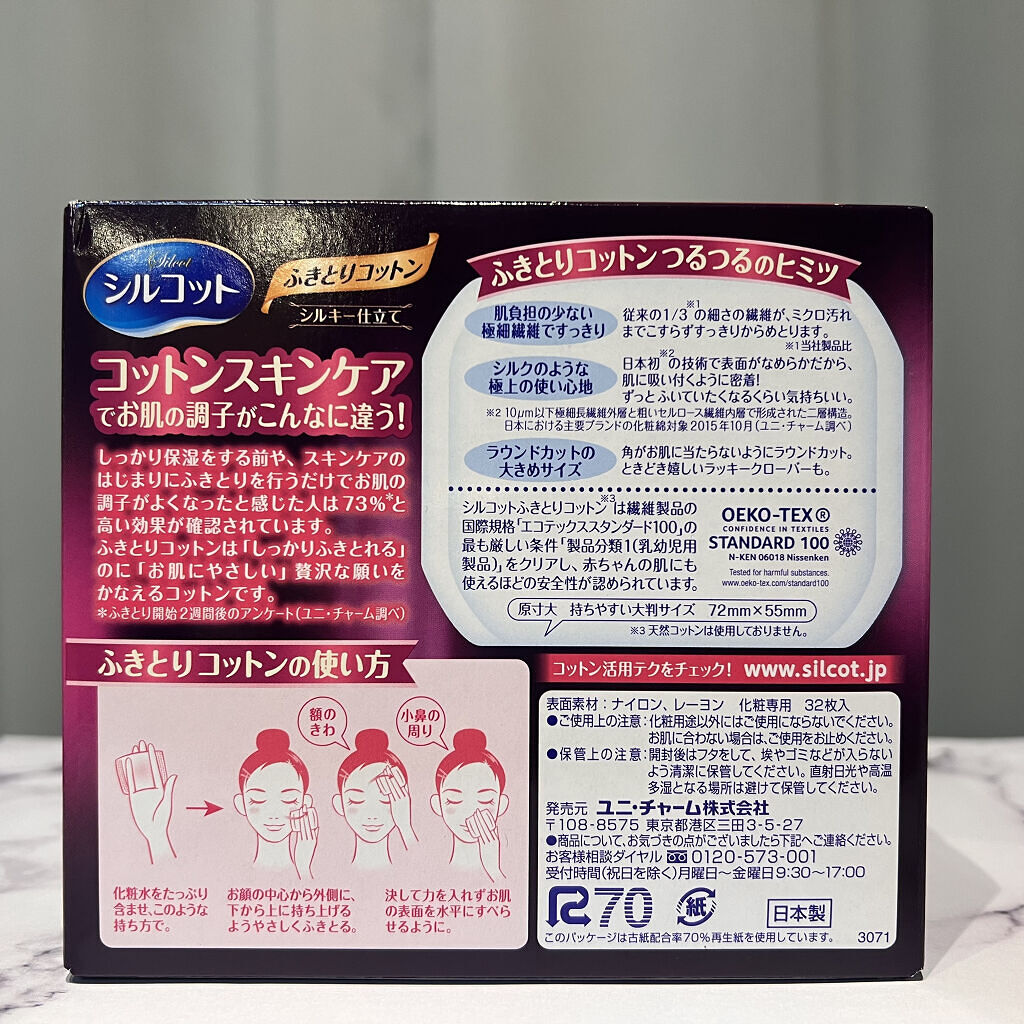 Silcot
シルコット
ふきとりコットン
シルキー仕立て
コットンスキンケア
でお肌の調子がこんなに違う!
しっかり保湿をする前や、スキンケアの
はじまりにふきとりを行うだけでお肌の
調子がよくなったと感じた人は73%*と
高い効果が確認されています。
ふきとりコットンは「しっかりふきとれる」
のに「お肌にやさしい」贅沢な願いを
かなえるコットンです。
*ふきとり開始2週間後のアンケート(ユニ・チャーム調べ)
ふきとりコットンつるつるのヒミツ
肌負担の少ない
極細繊維ですっきり
従来の1/3※1の細さの繊維が、ミクロ汚れ
までこすらずすっきりからめとります。
※1当社製品比
シルクのような
極上の使い心地
日本初※2の技術で表面がなめらかだから、
肌に吸い付くように密着!
ずっとふいていたくなるくらい気持ちいい。
※2 10μm以下極細長繊維外層と粗いセルロース繊維内層で形成された二層構造。
日本における主要ブランドの化粧綿対象 2015年10月(ユニ・チャーム調べ)
ラウンドカットの
大きめサイズ
角がお肌に当たらないようにラウンドカット。
ときどき嬉しいラッキークローバーも。
シルコットふきとりコットン※3は繊維製品の
国際規格「エコテックススタンダード100」の
最も厳しい条件「製品分類1(乳幼児用
製品)」をクリアし、赤ちゃんの肌にも
使えるほどの安全性が認められています。
OEKO-TEX®
CONFIDENCE IN TEXTILES
STANDARD 100
N-KEN 06018 Nissenken
Tested for harmful substances.
www.oeko-tex.com/standard100
原寸大 持ちやすい大判サイズ 72mm×55mm
※3 天然コットンは使用しておりません。
ふきとりコットンの使い方
額の
きわ
小鼻の
周り
化粧水をたっぷり
含ませ、このような
持ち方で。
お顔の中心から外側に、
下から上に持ち上げる
ようやさしくふきとる。
決して力を入れずお肌
の表面を水平にすべら
せるように。
コットン活用テクをチェック! www.silcot.jp
表面素材:ナイロン、レーヨン 化粧専用 32枚入
●ご使用上の注意:化粧用途以外にはご使用にならないでください。
お肌に合わない場合は、ご使用をお止めください。
●保管上の注意:開封後はフタをして、埃やゴミなどが入らない
よう清潔に保管してください。直射日光や高温
多湿となる場所は避けて保管してください。
発売元 ユニ・チャーム株式会社
〒108-8575 東京都港区三田3-5-27
●商品について、お気づきの点がございましたら下記へご連絡ください。
お客様相談ダイヤル 0120-573-001
受付時間(祝日を除く)月曜日~金曜日9:30~17:00
R70
紙
日本製
このパッケージは古紙配合率70%再生紙を使用しています。 3071